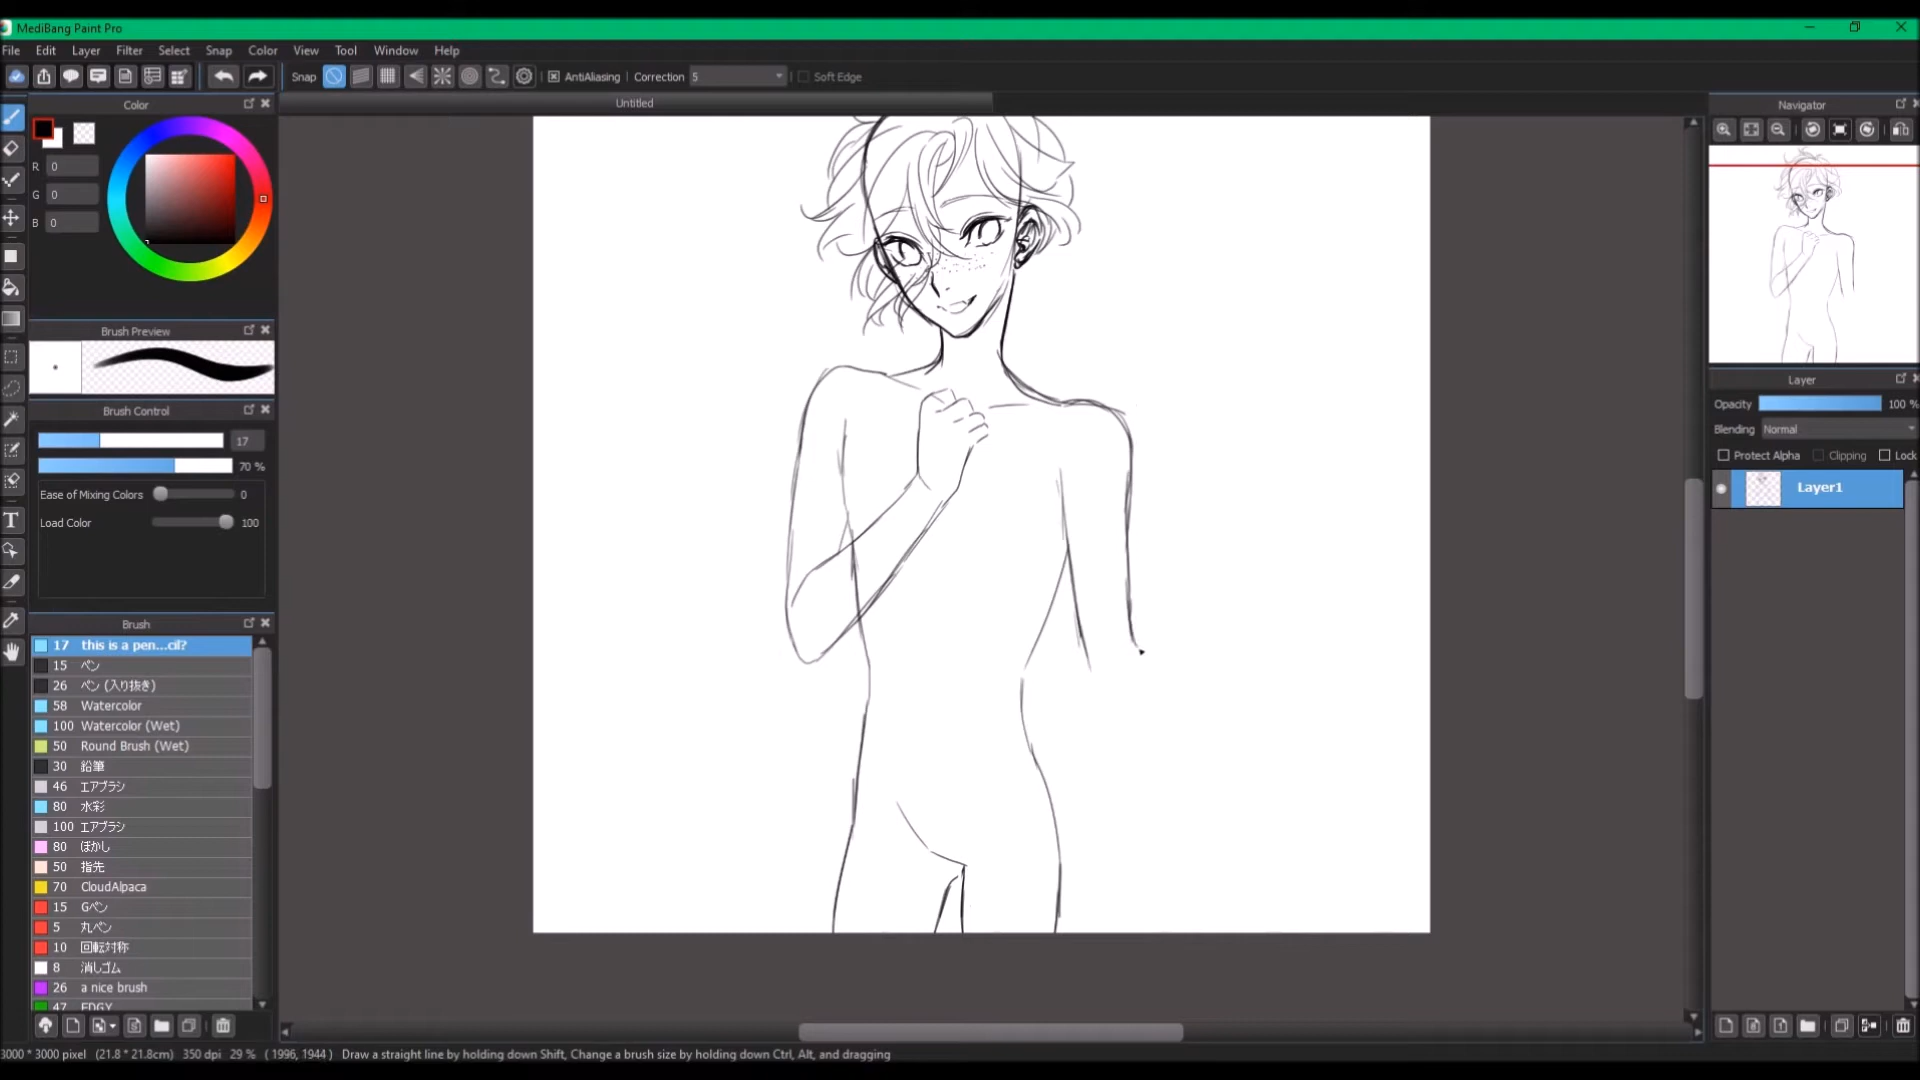 MediBang Paint Pro
File Edit Layer Filter Select Snap Color View Tool Window Help
Snap AntiAliasing Correction 5 Soft Edge
Color Untitled Navigator
R 0
G 0
B 0
Brush Preview
Brush Control
17
70 %
Ease of Mixing Colors 0
Load Color 100
Brush
17 this is a pen...cil?
15 ペン
26 ペン (入り抜き)
58 Watercolor
100 Watercolor (Wet)
50 Round Brush (Wet)
30 鉛筆
46 エアブラシ
80 水彩
100 エアブラシ
80 ぼかし
50 指先
70 CloudAlpaca
15 Gペン
5 丸ペン
10 回転対称
8 消しゴム
26 a nice brush
47 EDGY
Layer
Opacity 100 %
Blending Normal
Protect Alpha Clipping Lock
Layer1
3000 * 3000 pixel (21.8 * 21.8cm) 350 dpi 29 % ( 1996, 1944 ) Draw a straight line by holding down Shift, Change a brush size by holding down Ctrl, Alt, and dragging